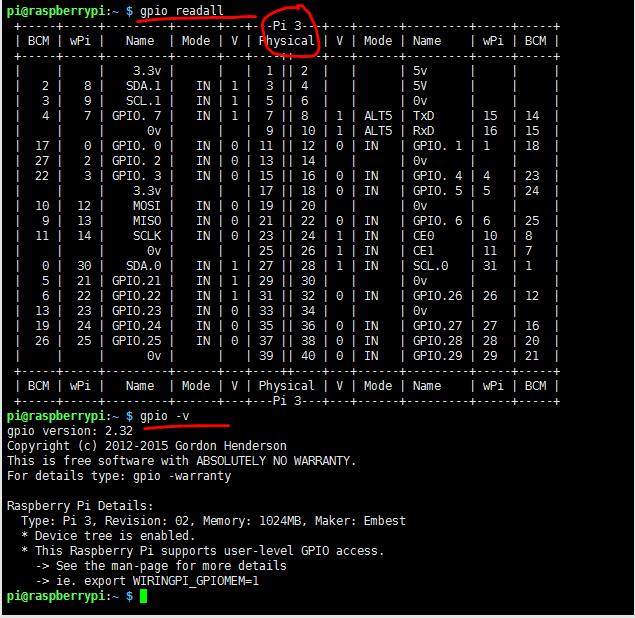 pi@raspberrypi:~ $ gpio readall
+-----+-----+---------+------+---+---Pi 3---+---+------+---------+-----+-----+
| BCM | wPi |   Name  | Mode | V | Physical | V | Mode | Name    | wPi | BCM |
+-----+-----+---------+------+---+----++----+---+------+---------+-----+-----+
|     |     |    3.3v |      |   |  1 || 2  |   |      | 5v      |     |     |
|   2 |   8 |   SDA.1 |   IN | 1 |  3 || 4  |   |      | 5V      |     |     |
|   3 |   9 |   SCL.1 |   IN | 1 |  5 || 6  |   |      | 0v      |     |     |
|   4 |   7 | GPIO. 7 |   IN | 1 |  7 || 8  | 1 | ALT5 | TxD     | 15  | 14  |
|     |     |      0v |      |   |  9 || 10 | 1 | ALT5 | RxD     | 16  | 15  |
|  17 |   0 | GPIO. 0 |   IN | 0 | 11 || 12 | 0 | IN   | GPIO. 1 | 1   | 18  |
|  27 |   2 | GPIO. 2 |   IN | 0 | 13 || 14 |   |      | 0v      |     |     |
|  22 |   3 | GPIO. 3 |   IN | 0 | 15 || 16 | 0 | IN   | GPIO. 4 | 4   | 23  |
|     |     |    3.3v |      |   | 17 || 18 | 0 | IN   | GPIO. 5 | 5   | 24  |
|  10 |  12 |    MOSI |   IN | 0 | 19 || 20 |   |      | 0v      |     |     |
|   9 |  13 |    MISO |   IN | 0 | 21 || 22 | 0 | IN   | GPIO. 6 | 6   | 25  |
|  11 |  14 |    SCLK |   IN | 0 | 23 || 24 | 1 | IN   | CE0     | 10  | 8   |
|     |     |      0v |      |   | 25 || 26 | 1 | IN   | CE1     | 11  | 7   |
|   0 |  30 |   SDA.0 |   IN | 1 | 27 || 28 | 1 | IN   | SCL.0   | 31  | 1   |
|   5 |  21 | GPIO.21 |   IN | 1 | 29 || 30 |   |      | 0v      |     |     |
|   6 |  22 | GPIO.22 |   IN | 1 | 31 || 32 | 0 | IN   | GPIO.26 | 26  | 12  |
|  13 |  23 | GPIO.23 |   IN | 0 | 33 || 34 |   |      | 0v      |     |     |
|  19 |  24 | GPIO.24 |   IN | 0 | 35 || 36 | 0 | IN   | GPIO.27 | 27  | 16  |
|  26 |  25 | GPIO.25 |   IN | 0 | 37 || 38 | 0 | IN   | GPIO.28 | 28  | 20  |
|     |     |      0v |      |   | 39 || 40 | 0 | IN   | GPIO.29 | 29  | 21  |
+-----+-----+---------+------+---+----++----+---+------+---------+-----+-----+
| BCM | wPi |   Name  | Mode | V | Physical | V | Mode | Name    | wPi | BCM |
+-----+-----+---------+------+---+---Pi 3---+---+------+---------+-----+-----+
pi@raspberrypi:~ $ gpio -v
gpio version: 2.32
Copyright (c) 2012-2015 Gordon Henderson
This is free software with ABSOLUTELY NO WARRANTY.
For details type: gpio -warranty
Raspberry Pi Details:
  Type: Pi 3, Revision: 02, Memory: 1024MB, Maker: Embest
  * Device tree is enabled.
  * This Raspberry Pi supports user-level GPIO access.
    -> See the man-page for more details
    -> ie. export WIRINGPI_GPIOMEM=1
pi@raspberrypi:~ $